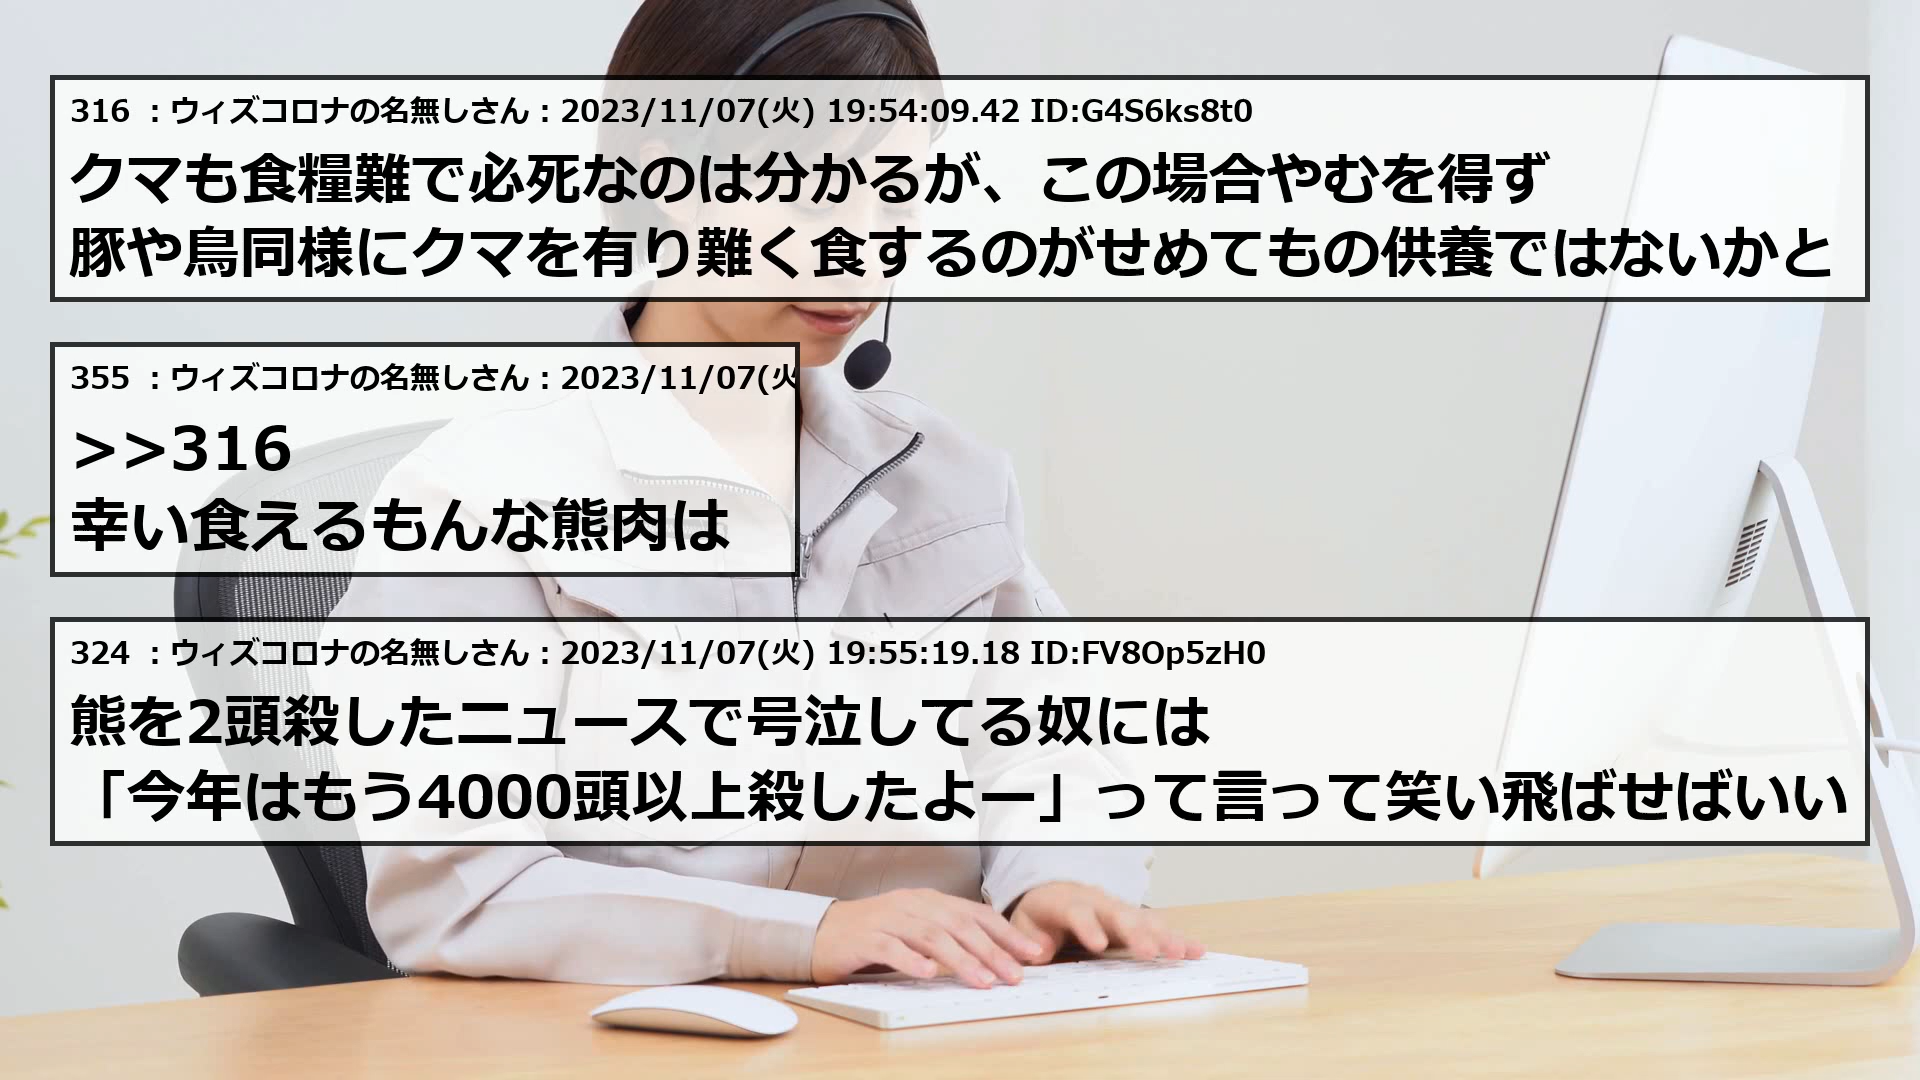 316 ：ウィズコロナの名無しさん：2023/11/07(火) 19:54:09.42 ID:G4S6ks8t0
クマも食糧難で必死なのは分かるが、この場合やむを得ず
豚や鳥同様にクマを有り難く食するのがせめてもの供養ではないかと
355 ：ウィズコロナの名無しさん：2023/11/07(火
>>316
幸い食えるもんな熊肉は
324 ：ウィズコロナの名無しさん：2023/11/07(火) 19:55:19.18 ID:FV8Op5zH0
熊を2頭殺したニュースで号泣してる奴には
「今年はもう4000頭以上殺したよー」って言って笑い飛ばせばいい